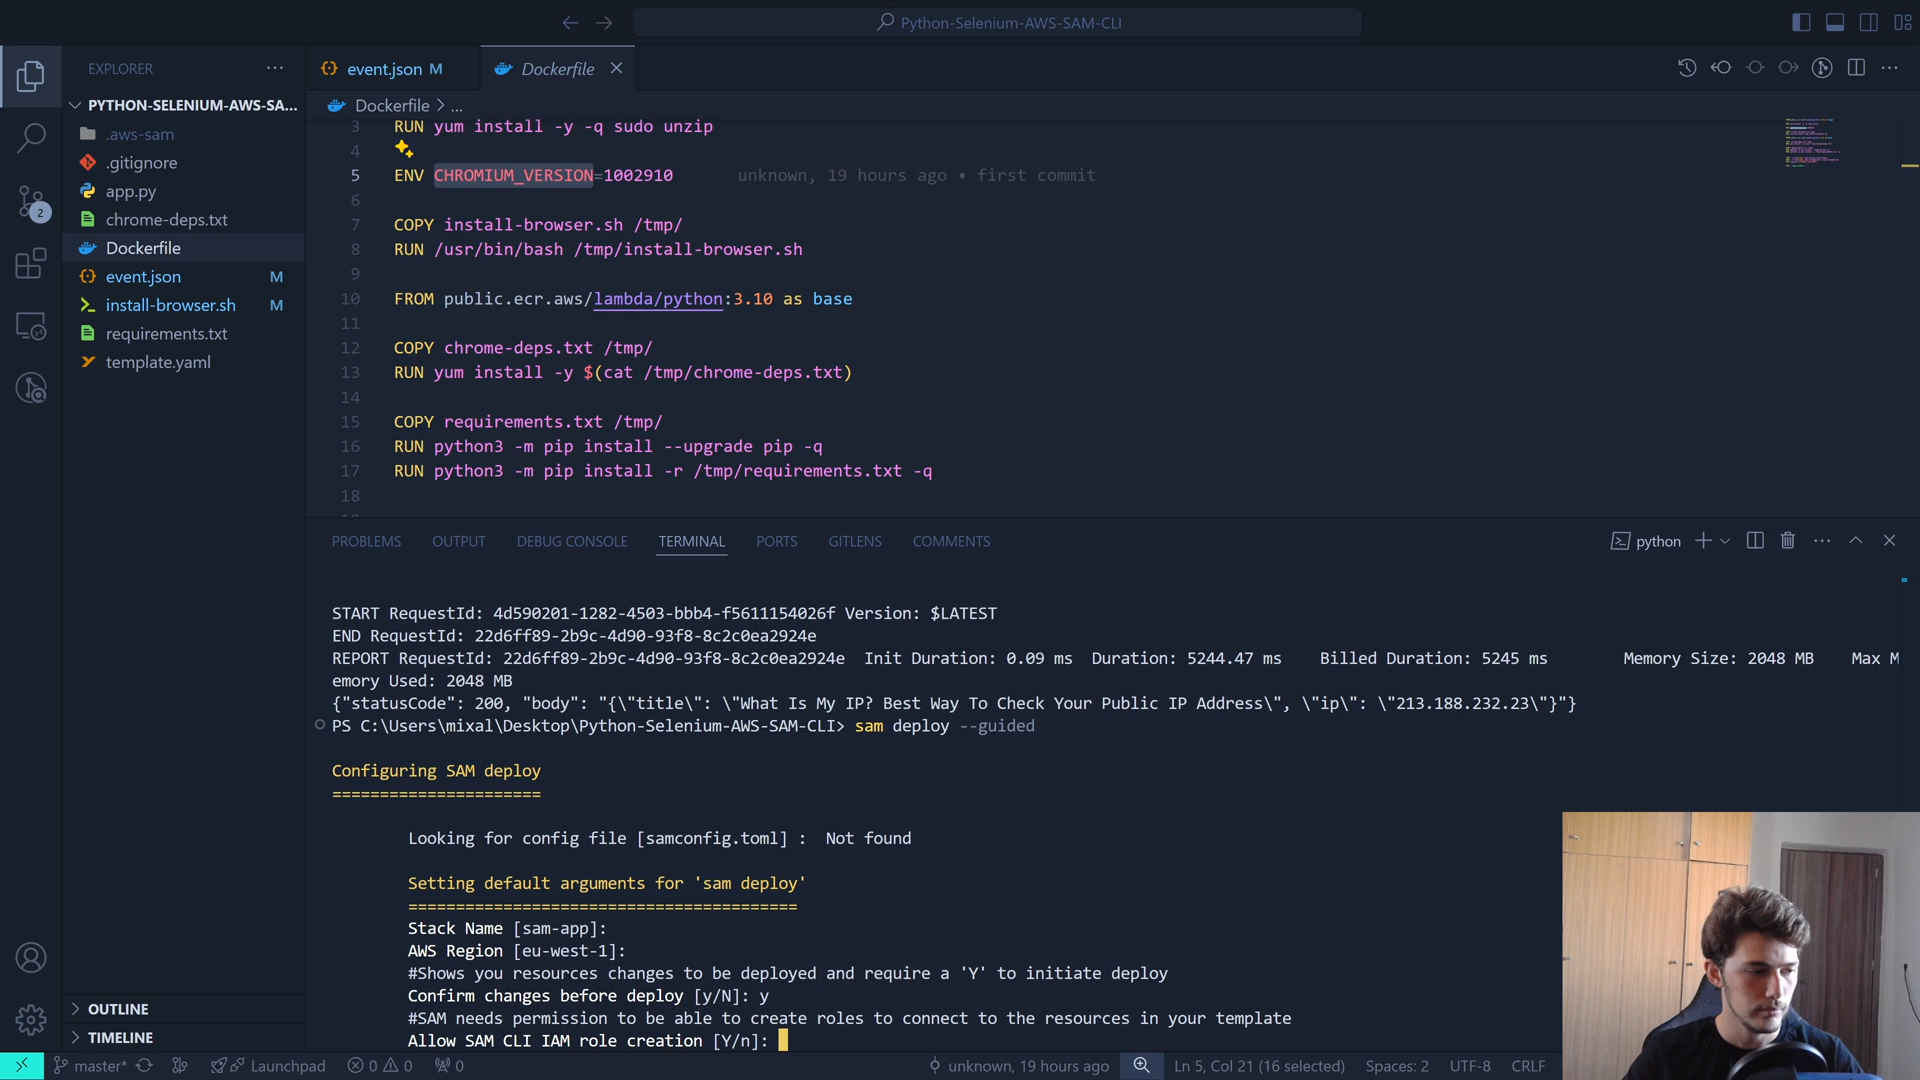 Python-Selenium-AWS-SAM-CLI
EXPLORER
PYTHON-SELENIUM-AWS-SA...
.aws-sam
.gitignore
app.py
chrome-deps.txt
Dockerfile
event.json M
install-browser.sh M
requirements.txt
template.yaml
2
OUTLINE
TIMELINE
event.json M
Dockerfile
Dockerfile > ...
3 RUN yum install -y -q sudo unzip
4
5 ENV CHROMIUM_VERSION=1002910 unknown, 19 hours ago • first commit
6
7 COPY install-browser.sh /tmp/
8 RUN /usr/bin/bash /tmp/install-browser.sh
9
10 FROM public.ecr.aws/lambda/python:3.10 as base
11
12 COPY chrome-deps.txt /tmp/
13 RUN yum install -y $(cat /tmp/chrome-deps.txt)
14
15 COPY requirements.txt /tmp/
16 RUN python3 -m pip install --upgrade pip -q
17 RUN python3 -m pip install -r /tmp/requirements.txt -q
18
PROBLEMS OUTPUT DEBUG CONSOLE TERMINAL PORTS GITLENS COMMENTS
python
START RequestId: 4d590201-1282-4503-bbb4-f5611154026f Version: $LATEST
END RequestId: 22d6ff89-2b9c-4d90-93f8-8c2c0ea2924e
REPORT RequestId: 22d6ff89-2b9c-4d90-93f8-8c2c0ea2924e Init Duration: 0.09 ms Duration: 5244.47 ms Billed Duration: 5245 ms Memory Size: 2048 MB Max M
emory Used: 2048 MB
{"statusCode": 200, "body": "{\"title\": \"What Is My IP? Best Way To Check Your Public IP Address\", \"ip\": \"213.188.232.23\"}"}
PS C:\Users\mixal\Desktop\Python-Selenium-AWS-SAM-CLI> sam deploy --guided
Configuring SAM deploy
======================
Looking for config file [samconfig.toml] : Not found
Setting default arguments for 'sam deploy'
=========================================
Stack Name [sam-app]:
AWS Region [eu-west-1]:
#Shows you resources changes to be deployed and require a 'Y' to initiate deploy
Confirm changes before deploy [y/N]: y
#SAM needs permission to be able to create roles to connect to the resources in your template
Allow SAM CLI IAM role creation [Y/n]:
master* Launchpad 0 0 0 unknown, 19 hours ago Ln 5, Col 21 (16 selected) Spaces: 2 UTF-8 CRLF